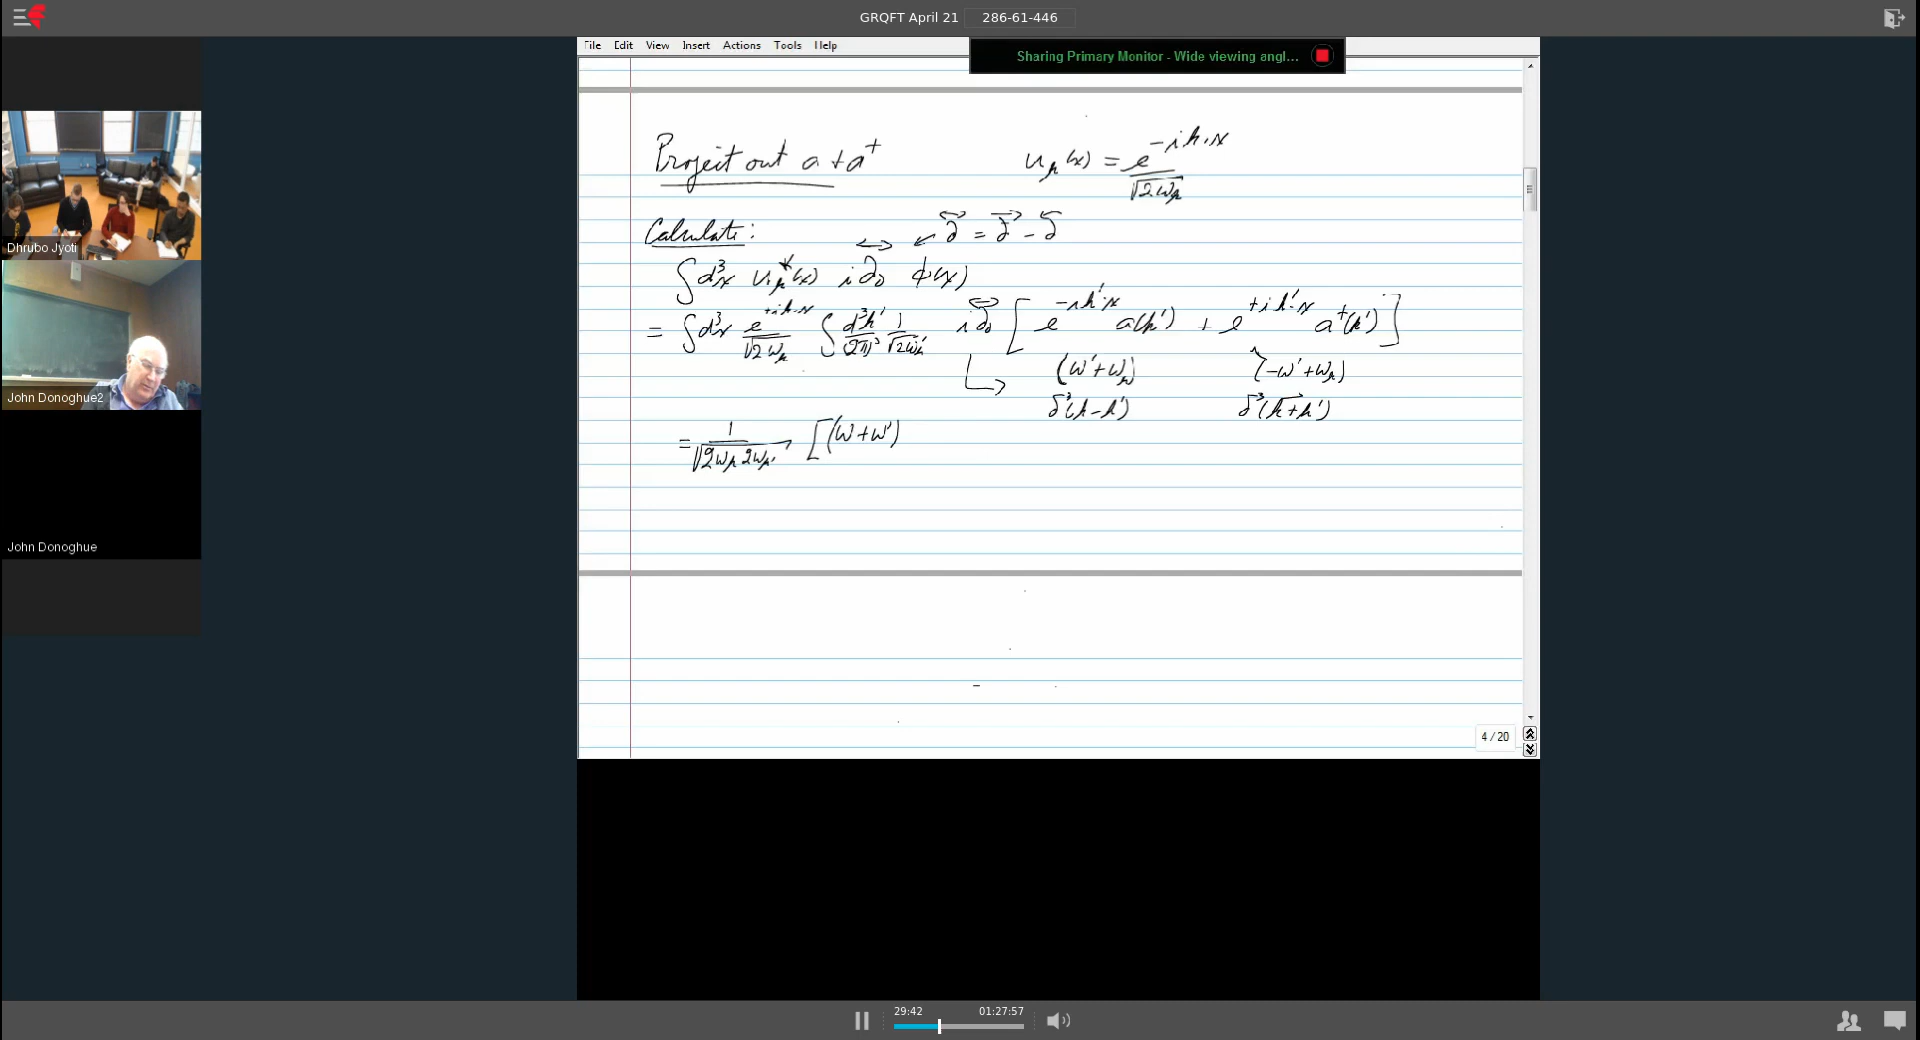 GRQFT April 21 286-61-446
File Edit View Insert Actions Tools Help
Sharing Primary Monitor - Wide viewing angl...
Project out a + a†
u_k(x) = e^{-ik·x} / √(2ω_k)
Calculate:
∂↔ = ∂→ - ∂←
∫d³x u_k*(x) i∂↔₀ φ(x)
= ∫d³x e^{+ik·x}/√(2ω_k) ∫ d³k'/(2π)³ 1/√(2ω_k') i∂↔₀ [e^{-ik'·x} a(k') + e^{+ik'·x} a†(k')]
(ω'+ω_k) (-ω'+ω_k)
δ³(k-k') δ³(k+k')
= 1/√(2ω_k 2ω_k') [(ω+ω')
Dhrubo Jyoti
John Donoghue2
John Donoghue
4 / 20
29:42 01:27:57